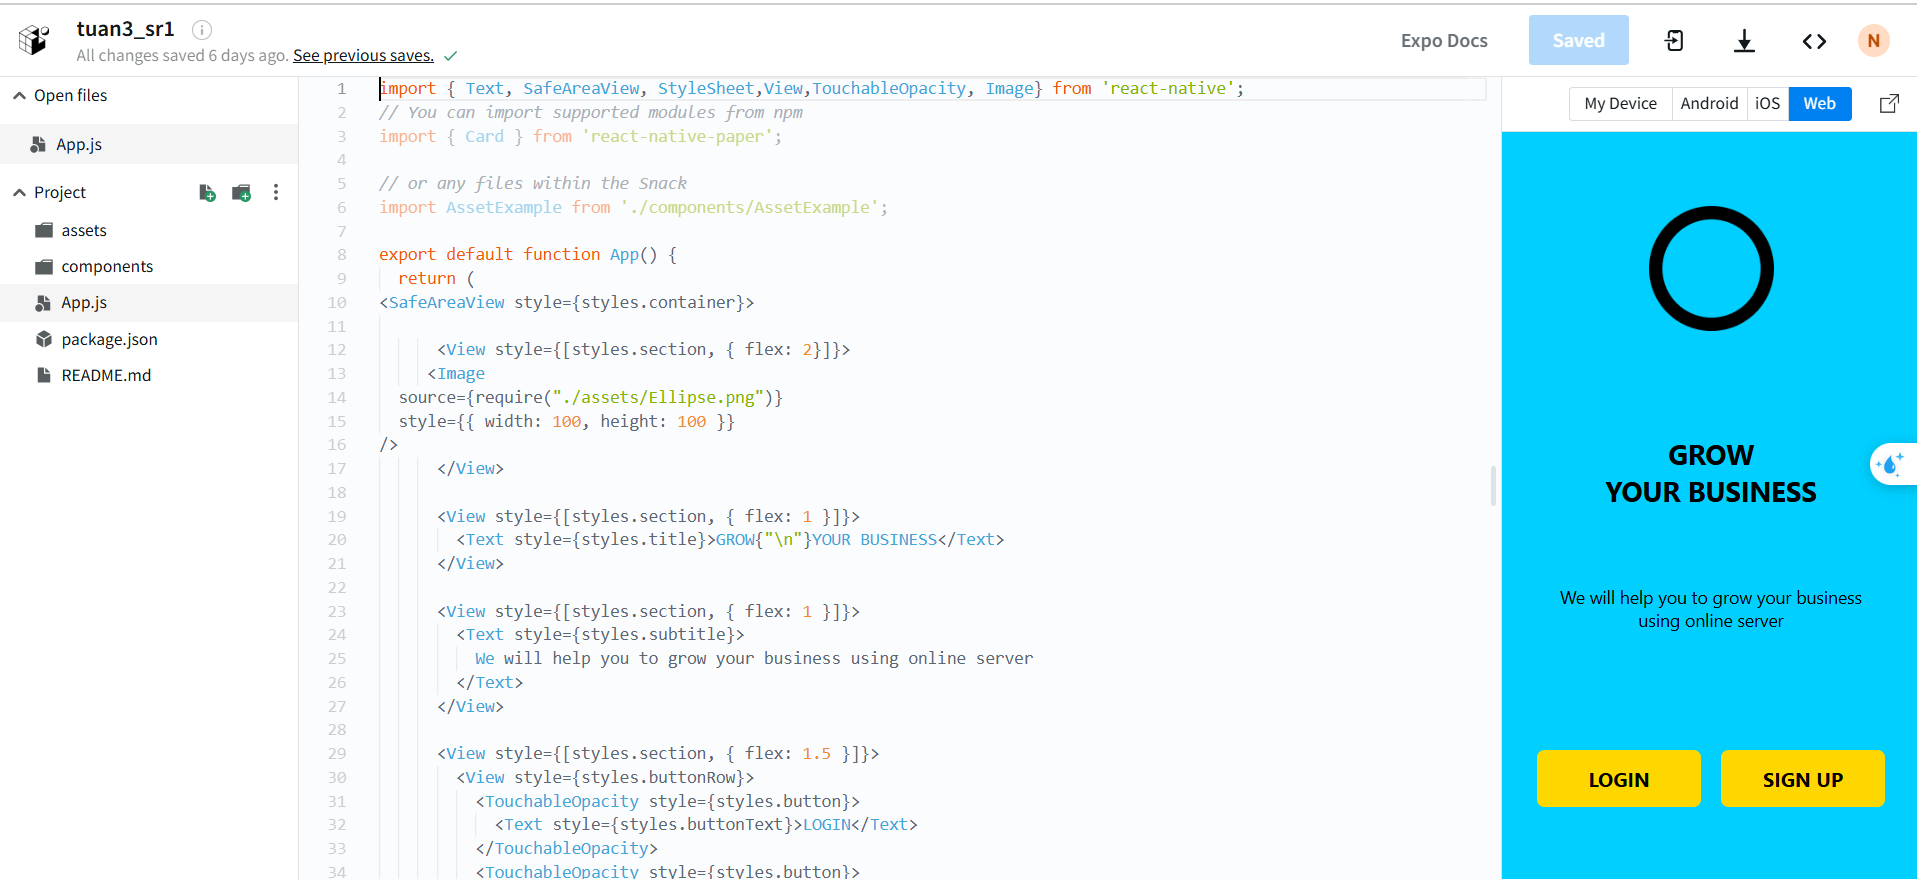 tuan3_sr1
All changes saved 6 days ago. See previous saves.
Expo Docs
Saved
N
Open files
App.js
Project
assets
components
App.js
package.json
README.md
1 import { Text, SafeAreaView, StyleSheet,View,TouchableOpacity, Image} from 'react-native';
2 // You can import supported modules from npm
3 import { Card } from 'react-native-paper';
4
5 // or any files within the Snack
6 import AssetExample from './components/AssetExample';
7
8 export default function App() {
9 return (
10 <SafeAreaView style={styles.container}>
11
12 <View style={[styles.section, { flex: 2}]}>
13 <Image
14 source={require("./assets/Ellipse.png")}
15 style={{ width: 100, height: 100 }}
16 />
17 </View>
18
19 <View style={[styles.section, { flex: 1 }]}>
20 <Text style={styles.title}>GROW{"\n"}YOUR BUSINESS</Text>
21 </View>
22
23 <View style={[styles.section, { flex: 1 }]}>
24 <Text style={styles.subtitle}>
25 We will help you to grow your business using online server
26 </Text>
27 </View>
28
29 <View style={[styles.section, { flex: 1.5 }]}>
30 <View style={styles.buttonRow}>
31 <TouchableOpacity style={styles.button}>
32 <Text style={styles.buttonText}>LOGIN</Text>
33 </TouchableOpacity>
34 <TouchableOpacity style={styles.button}>
My Device Android iOS Web
GROW
YOUR BUSINESS
We will help you to grow your business
using online server
LOGIN
SIGN UP